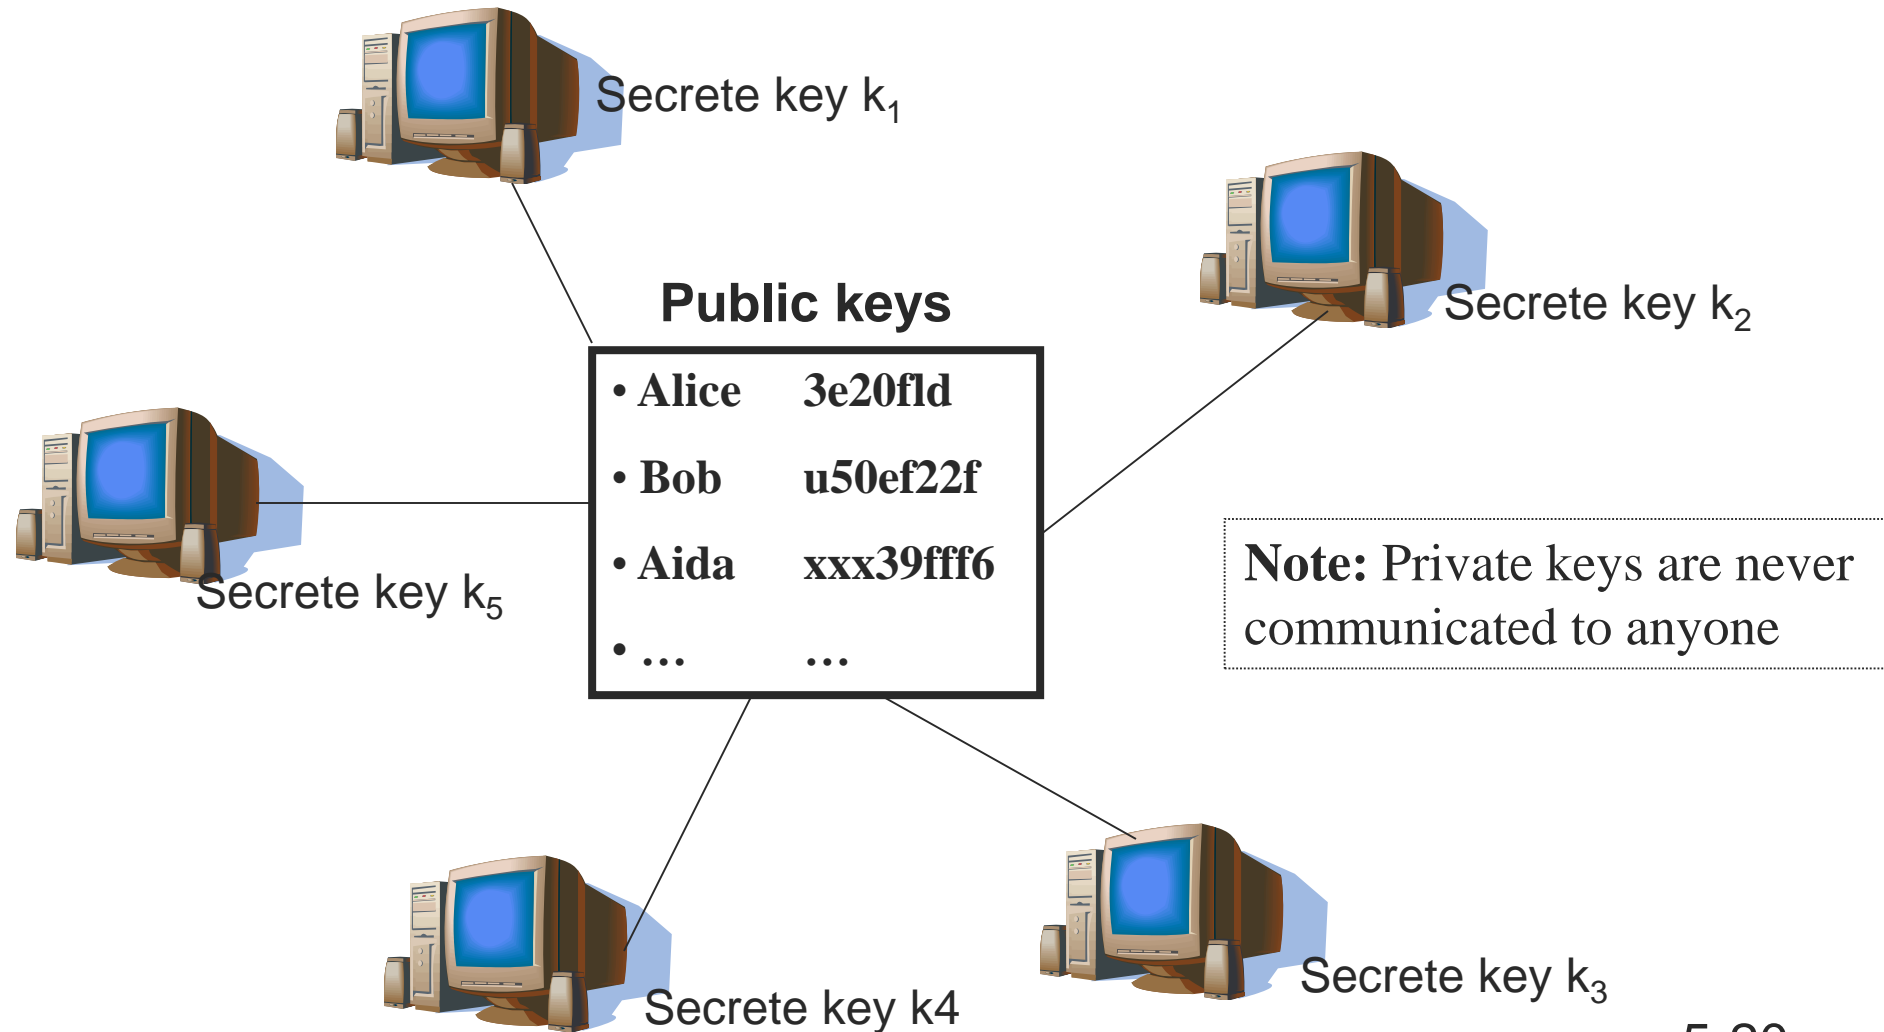 Secrete key k₁
Secrete key k₂
Public keys
• Alice 3e20fld
• Bob u50ef22f
• Aida xxx39fff6
• … …
Note: Private keys are never
communicated to anyone
Secrete key k₅
Secrete key k₃
Secrete key k4